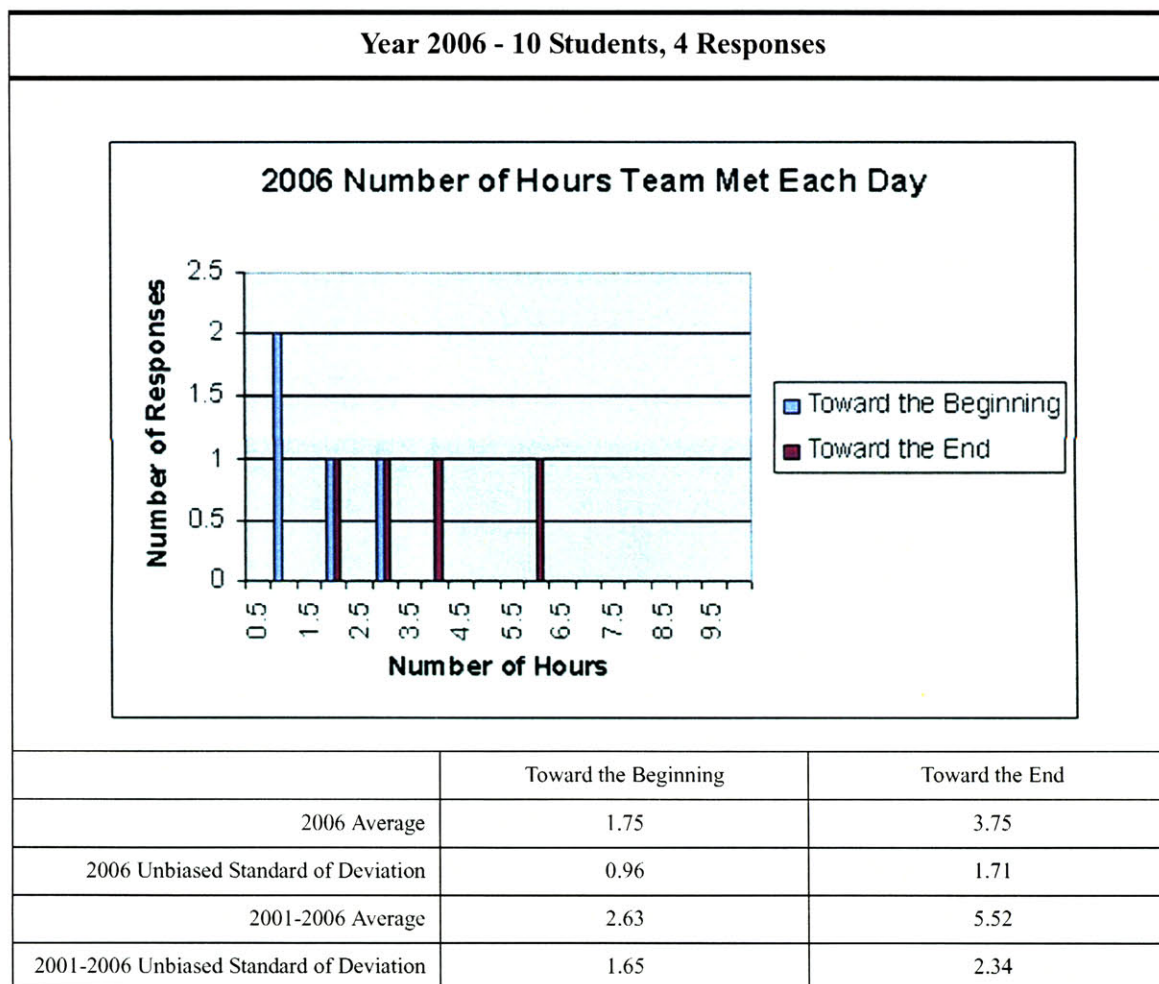 Year 2006 - 10 Students, 4 Responses
2006 Number of Hours Team Met Each Day
Number of Responses
2.5
2
1.5
1
0.5
0
0.5
1.5
2.5
3.5
4.5
5.5
6.5
7.5
8.5
9.5
Number of Hours
Toward the Beginning
Toward the End
Toward the Beginning Toward the End
2006 Average 1.75 3.75
2006 Unbiased Standard of Deviation 0.96 1.71
2001-2006 Average 2.63 5.52
2001-2006 Unbiased Standard of Deviation 1.65 2.34